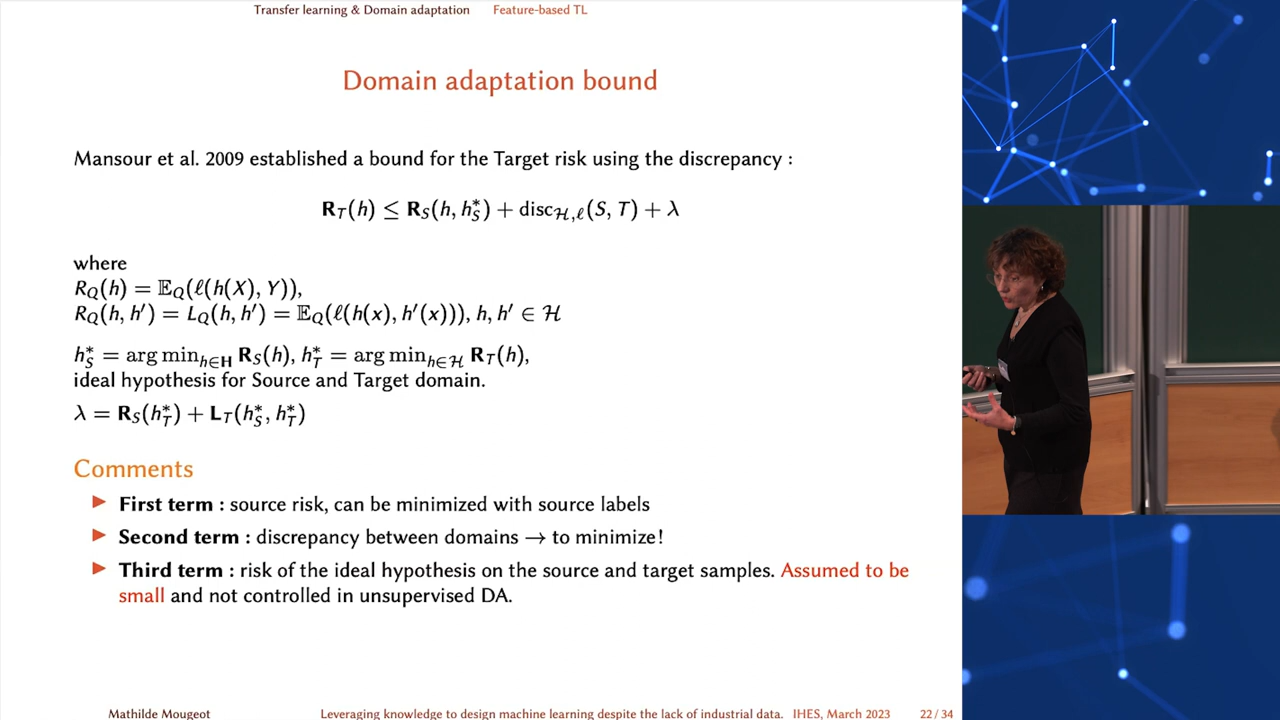 Transfer learning & Domain adaptation Feature-based TL
Domain adaptation bound
Mansour et al. 2009 established a bound for the Target risk using the discrepancy :
R_T(h) ≤ R_S(h, h*_S) + disc_{ℋ,ℓ}(S, T) + λ
where
R_Q(h) = 𝔼_Q(ℓ(h(X), Y)),
R_Q(h, h′) = L_Q(h, h′) = 𝔼_Q(ℓ(h(x), h′(x))), h, h′ ∈ ℋ
h*_S = arg min_{h∈H} R_S(h), h*_T = arg min_{h∈ℋ} R_T(h),
ideal hypothesis for Source and Target domain.
λ = R_S(h*_T) + L_T(h*_S, h*_T)
Comments
▶ First term : source risk, can be minimized with source labels
▶ Second term : discrepancy between domains → to minimize!
▶ Third term : risk of the ideal hypothesis on the source and target samples. Assumed to be
small and not controlled in unsupervised DA.
Mathilde Mougeot Leveraging knowledge to design machine learning despite the lack of industrial data. IHES, March 2023 22 / 34